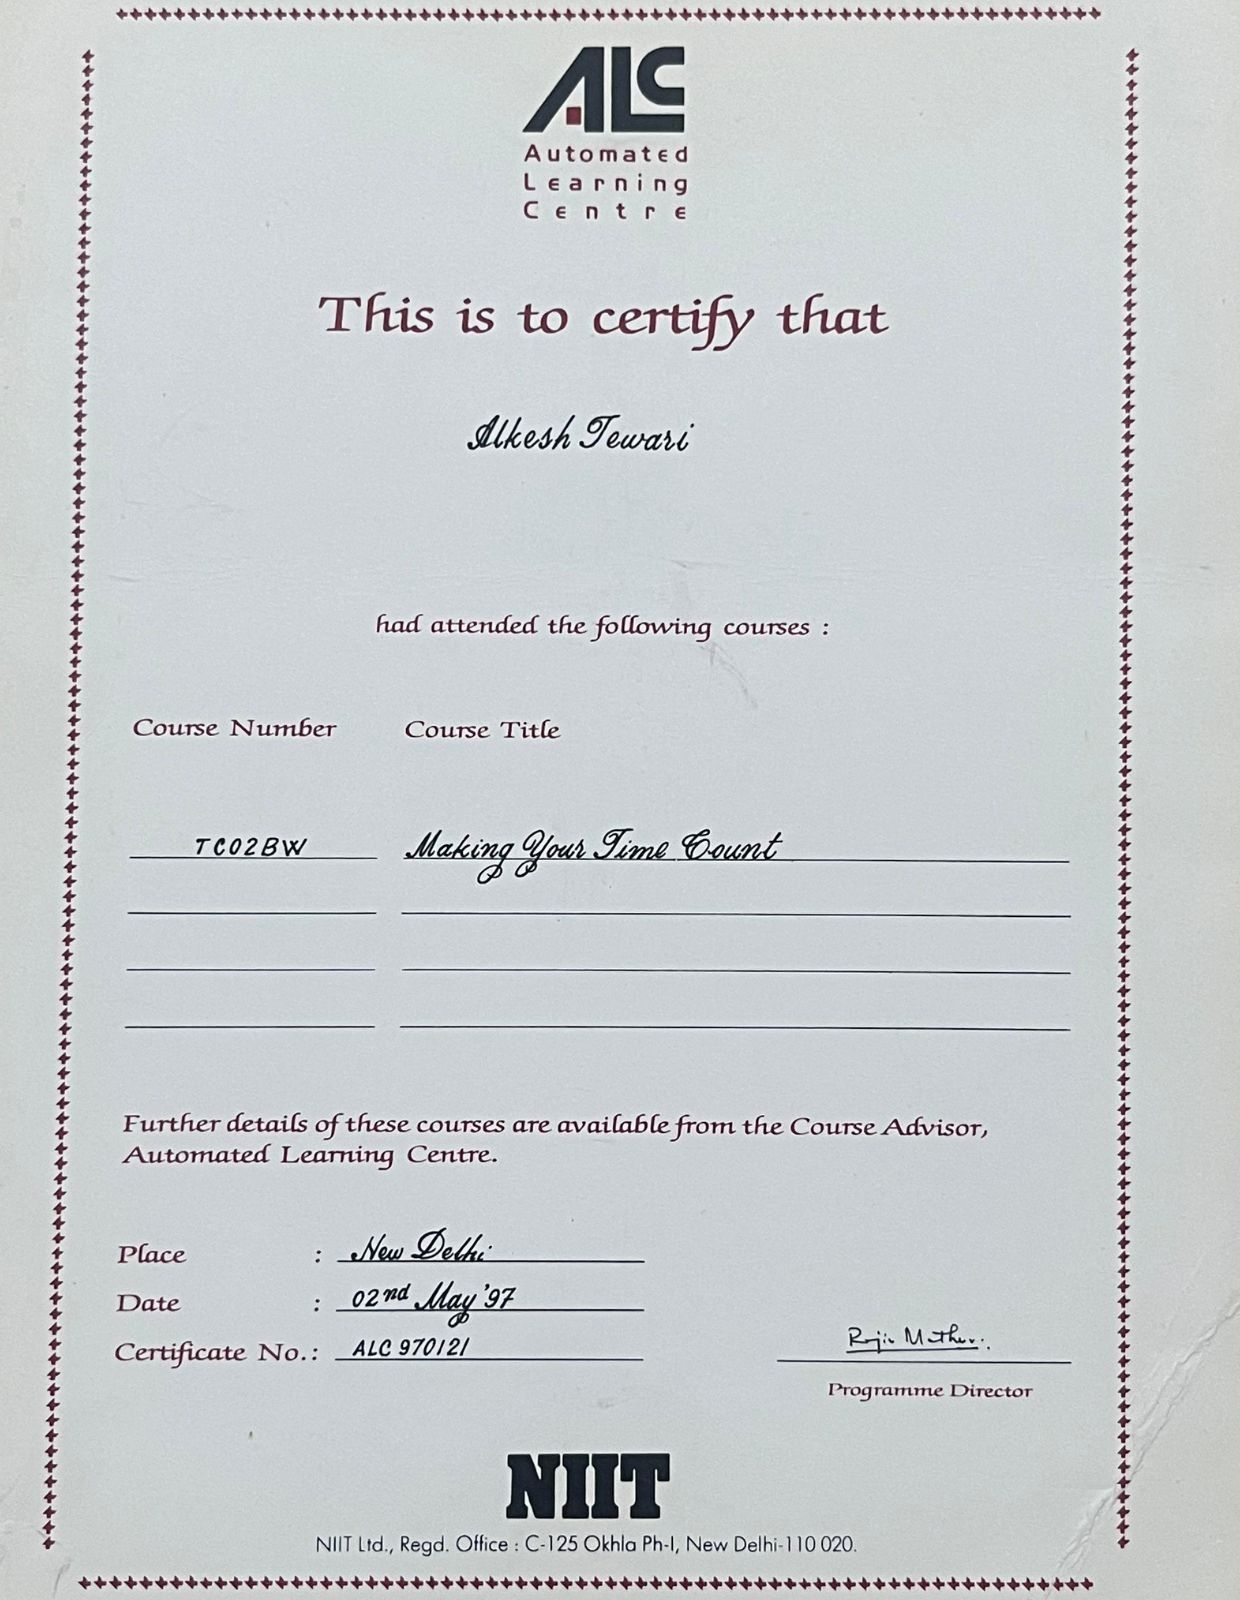 ALC
Automated
Learning
Centre
This is to certify that
Alkesh Tewari
had attended the following courses :
Course Number Course Title
TC02BW Making Your Time Count
Further details of these courses are available from the Course Advisor,
Automated Learning Centre.
Place : New Delhi
Date : 02nd May '97
Certificate No. : ALC 970121
Rajiv Mathur.
Programme Director
NIIT
NIIT Ltd., Regd. Office : C-125 Okhla Ph-I, New Delhi-110 020.